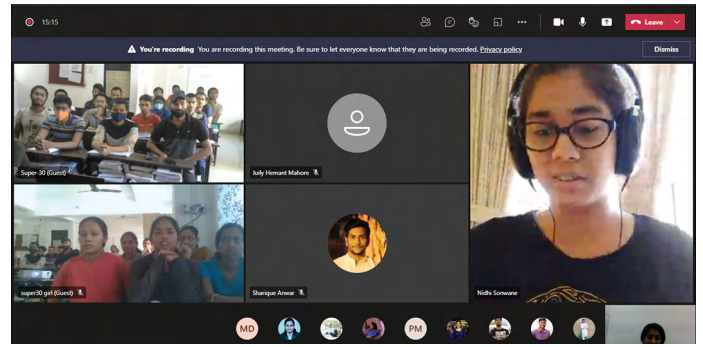 15:15
Leave
You're recording You are recording this meeting. Be sure to let everyone know that they are being recorded. Privacy policy
Dismiss
Super-30 (Guest)
Juily Hemant Mahore
super30 girl (Guest)
Sharique Anwar
Nidhi Sonwane
MD
PM